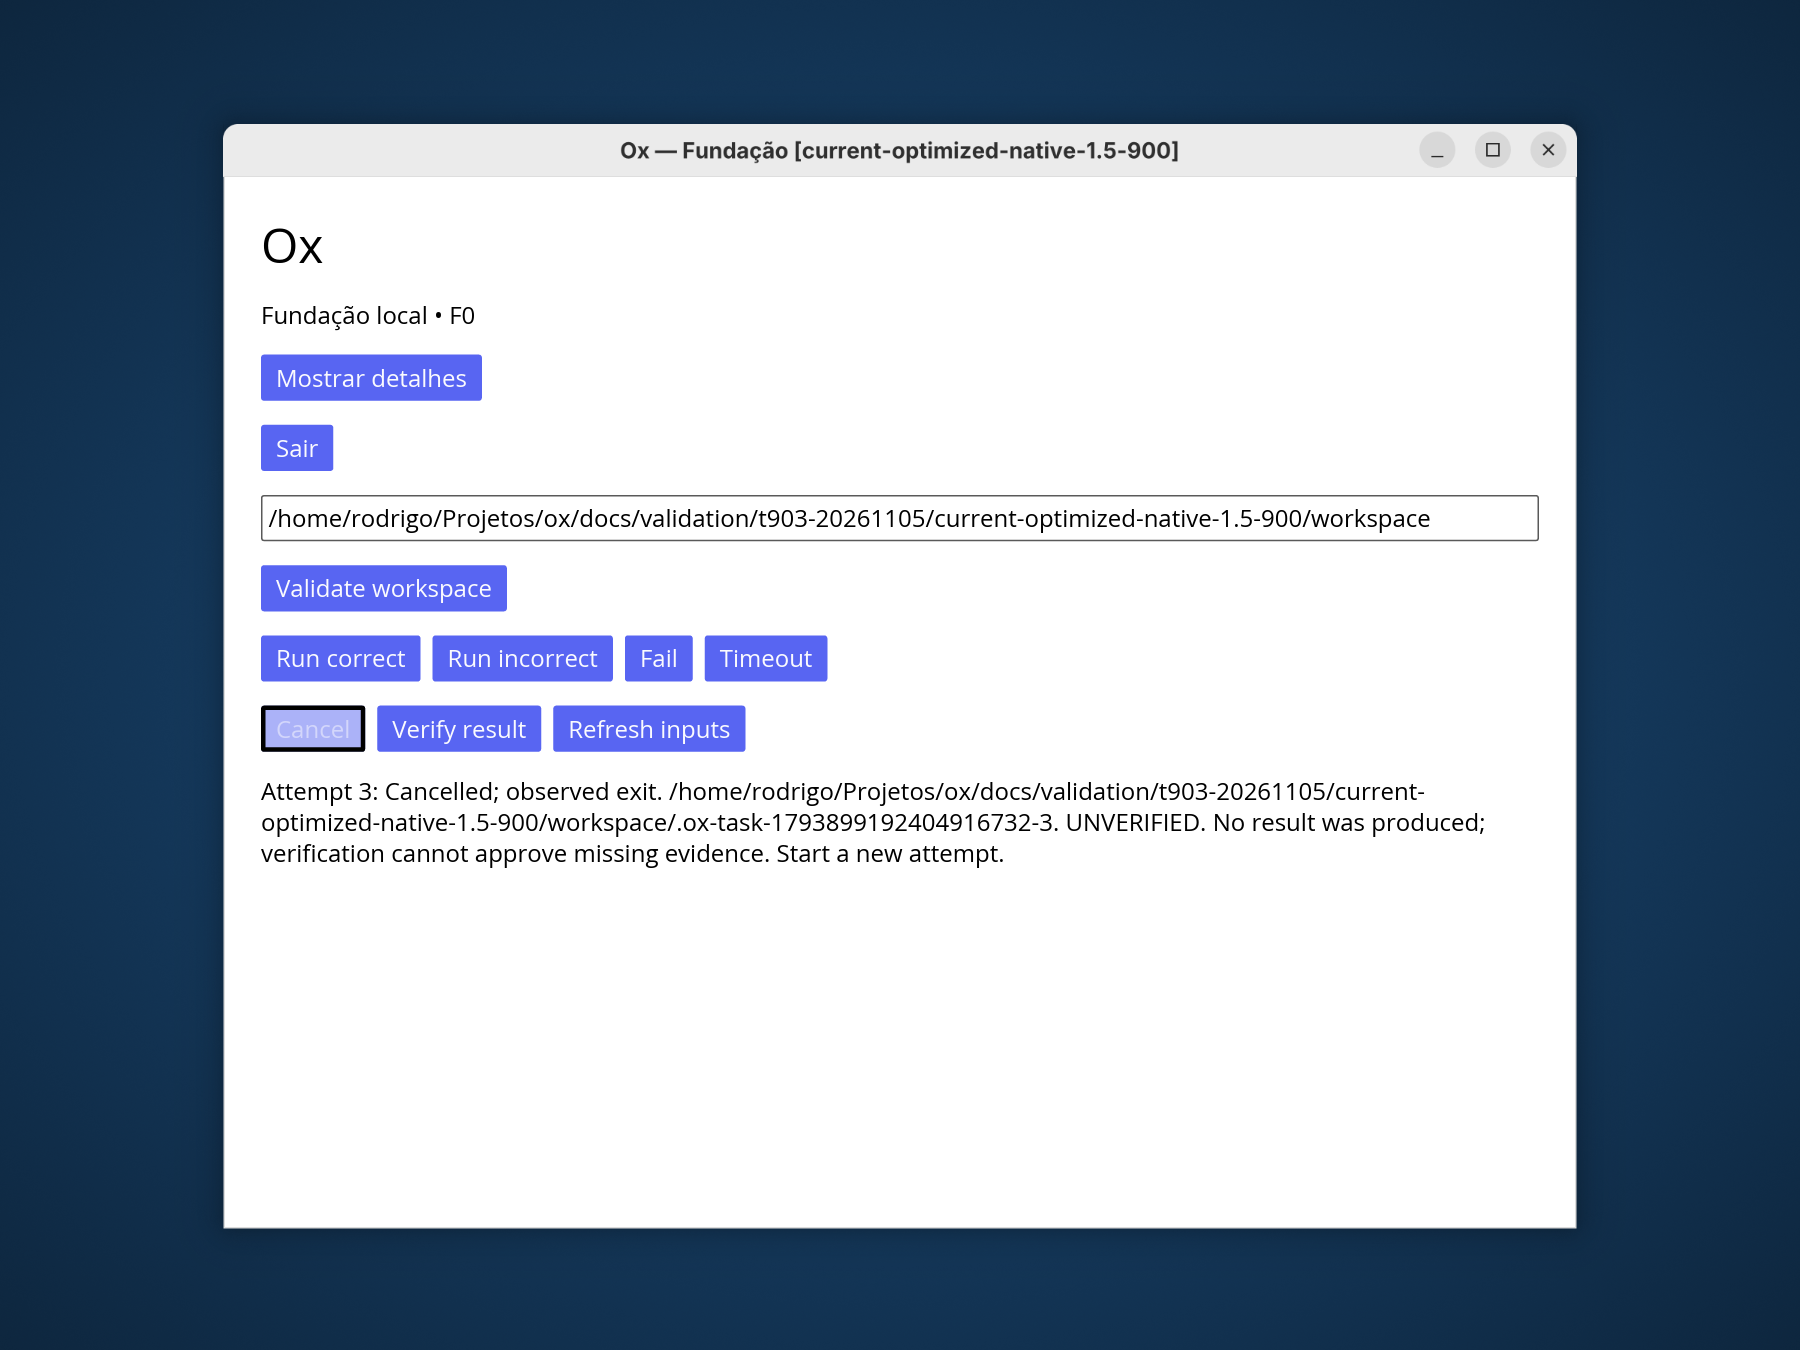 Ox — Fundação [current-optimized-native-1.5-900]
Ox
Fundação local • F0
Mostrar detalhes
Sair
/home/rodrigo/Projetos/ox/docs/validation/t903-20261105/current-optimized-native-1.5-900/workspace
Validate workspace
Run correct Run incorrect Fail Timeout
Cancel Verify result Refresh inputs
Attempt 3: Cancelled; observed exit. /home/rodrigo/Projetos/ox/docs/validation/t903-20261105/current-
optimized-native-1.5-900/workspace/.ox-task-1793899192404916732-3. UNVERIFIED. No result was produced;
verification cannot approve missing evidence. Start a new attempt.